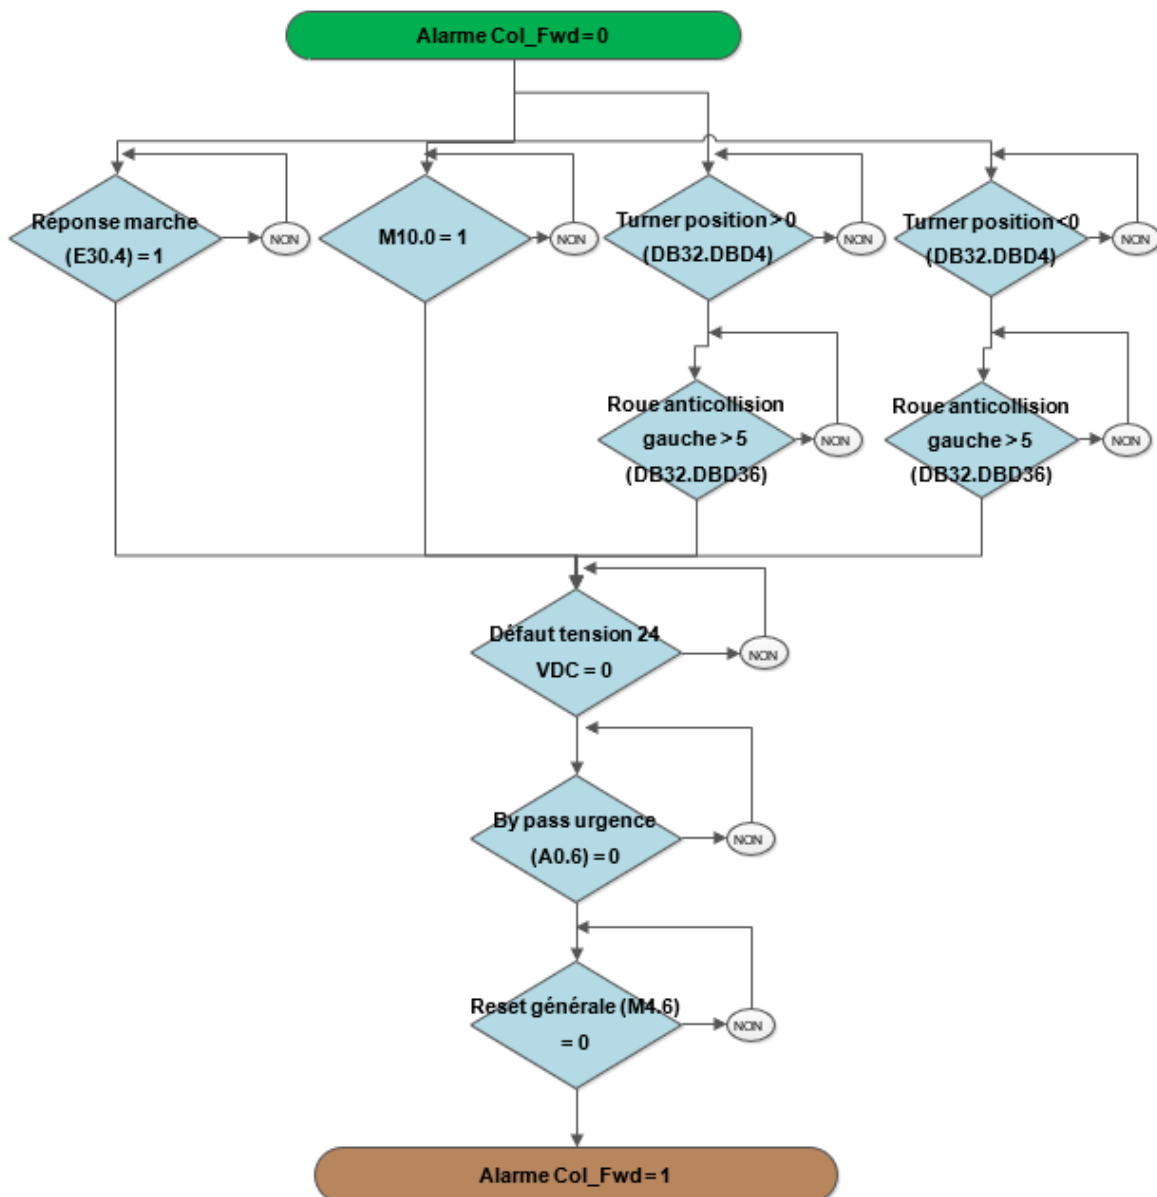 Alarme Col_Fwd = 0
Réponse marche
(E30.4) = 1
NON
M10.0 = 1
NON
Turner position > 0
(DB32.DBD4)
NON
Turner position <0
(DB32.DBD4)
NON
Roue anticollision
gauche > 5
(DB32.DBD36)
NON
Roue anticollision
gauche > 5
(DB32.DBD36)
NON
Défaut tension 24
VDC = 0
NON
By pass urgence
(A0.6) = 0
NON
Reset générale (M4.6)
= 0
NON
Alarme Col_Fwd = 1